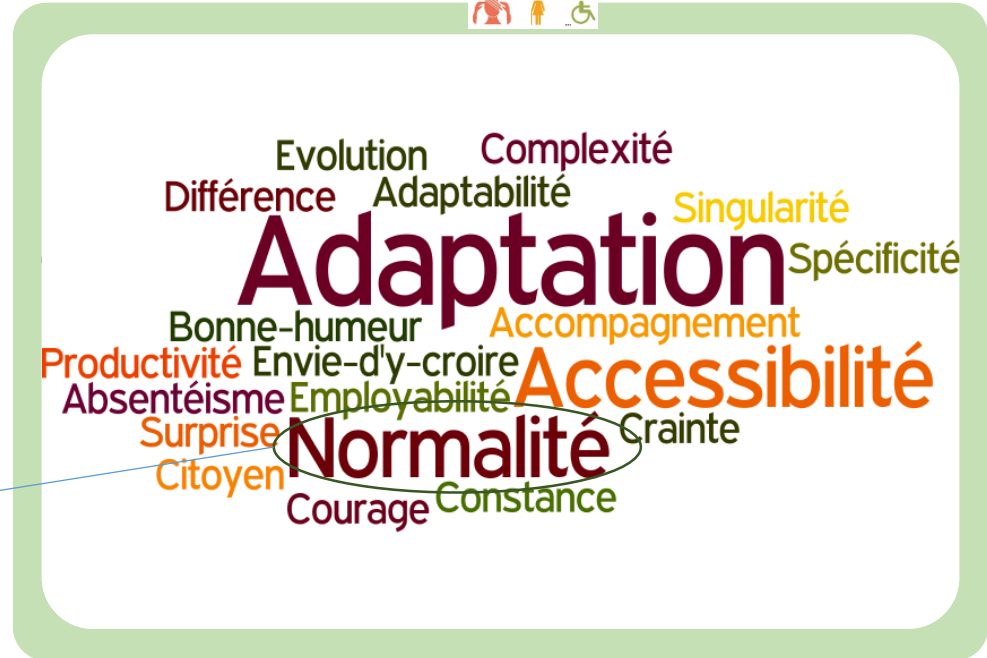 Evolution
Complexité
Différence
Adaptabilité
Singularité
Adaptation
Spécificité
Bonne-humeur
Accompagnement
Productivité
Envie-d'y-croire
Accessibilité
Absentéisme
Employabilité
Surprise
Normalité
Crainte
Citoyen
Courage
Constance